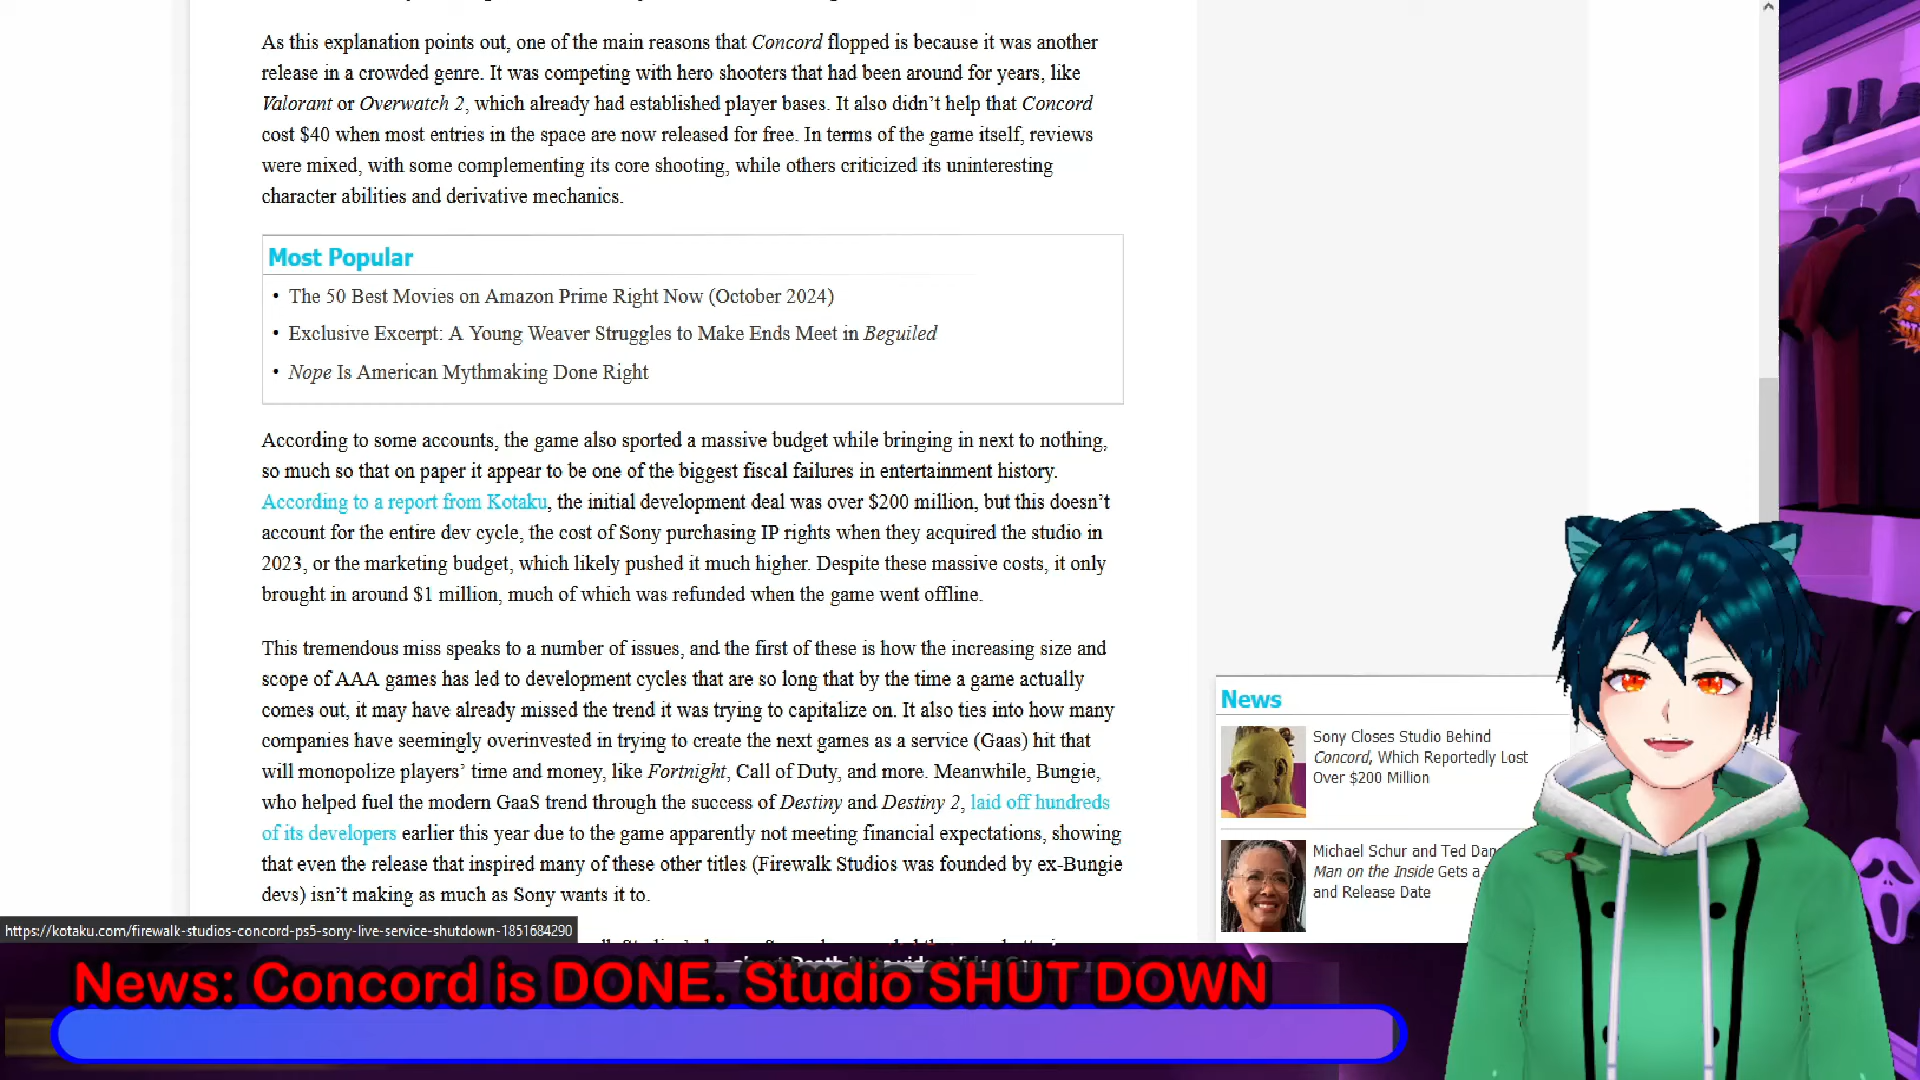 As this explanation points out, one of the main reasons that Concord flopped is because it was another
release in a crowded genre. It was competing with hero shooters that had been around for years, like
Valorant or Overwatch 2, which already had established player bases. It also didn't help that Concord
cost $40 when most entries in the space are now released for free. In terms of the game itself, reviews
were mixed, with some complementing its core shooting, while others criticized its uninteresting
character abilities and derivative mechanics.
Most Popular
• The 50 Best Movies on Amazon Prime Right Now (October 2024)
• Exclusive Excerpt: A Young Weaver Struggles to Make Ends Meet in Beguiled
• Nope Is American Mythmaking Done Right
According to some accounts, the game also sported a massive budget while bringing in next to nothing,
so much so that on paper it appear to be one of the biggest fiscal failures in entertainment history.
According to a report from Kotaku, the initial development deal was over $200 million, but this doesn't
account for the entire dev cycle, the cost of Sony purchasing IP rights when they acquired the studio in
2023, or the marketing budget, which likely pushed it much higher. Despite these massive costs, it only
brought in around $1 million, much of which was refunded when the game went offline.
This tremendous miss speaks to a number of issues, and the first of these is how the increasing size and
scope of AAA games has led to development cycles that are so long that by the time a game actually
comes out, it may have already missed the trend it was trying to capitalize on. It also ties into how many
companies have seemingly overinvested in trying to create the next games as a service (Gaas) hit that
will monopolize players' time and money, like Fortnight, Call of Duty, and more. Meanwhile, Bungie,
who helped fuel the modern GaaS trend through the success of Destiny and Destiny 2, laid off hundreds
of its developers earlier this year due to the game apparently not meeting financial expectations, showing
that even the release that inspired many of these other titles (Firewalk Studios was founded by ex-Bungie
devs) isn't making as much as Sony wants it to.
News
Sony Closes Studio Behind
Concord, Which Reportedly Lost
Over $200 Million
Michael Schur and Ted Dan
Man on the Inside Gets a
and Release Date
https://kotaku.com/firewalk-studios-concord-ps5-sony-live-service-shutdown-1851684290
News: Concord is DONE. Studio SHUT DOWN